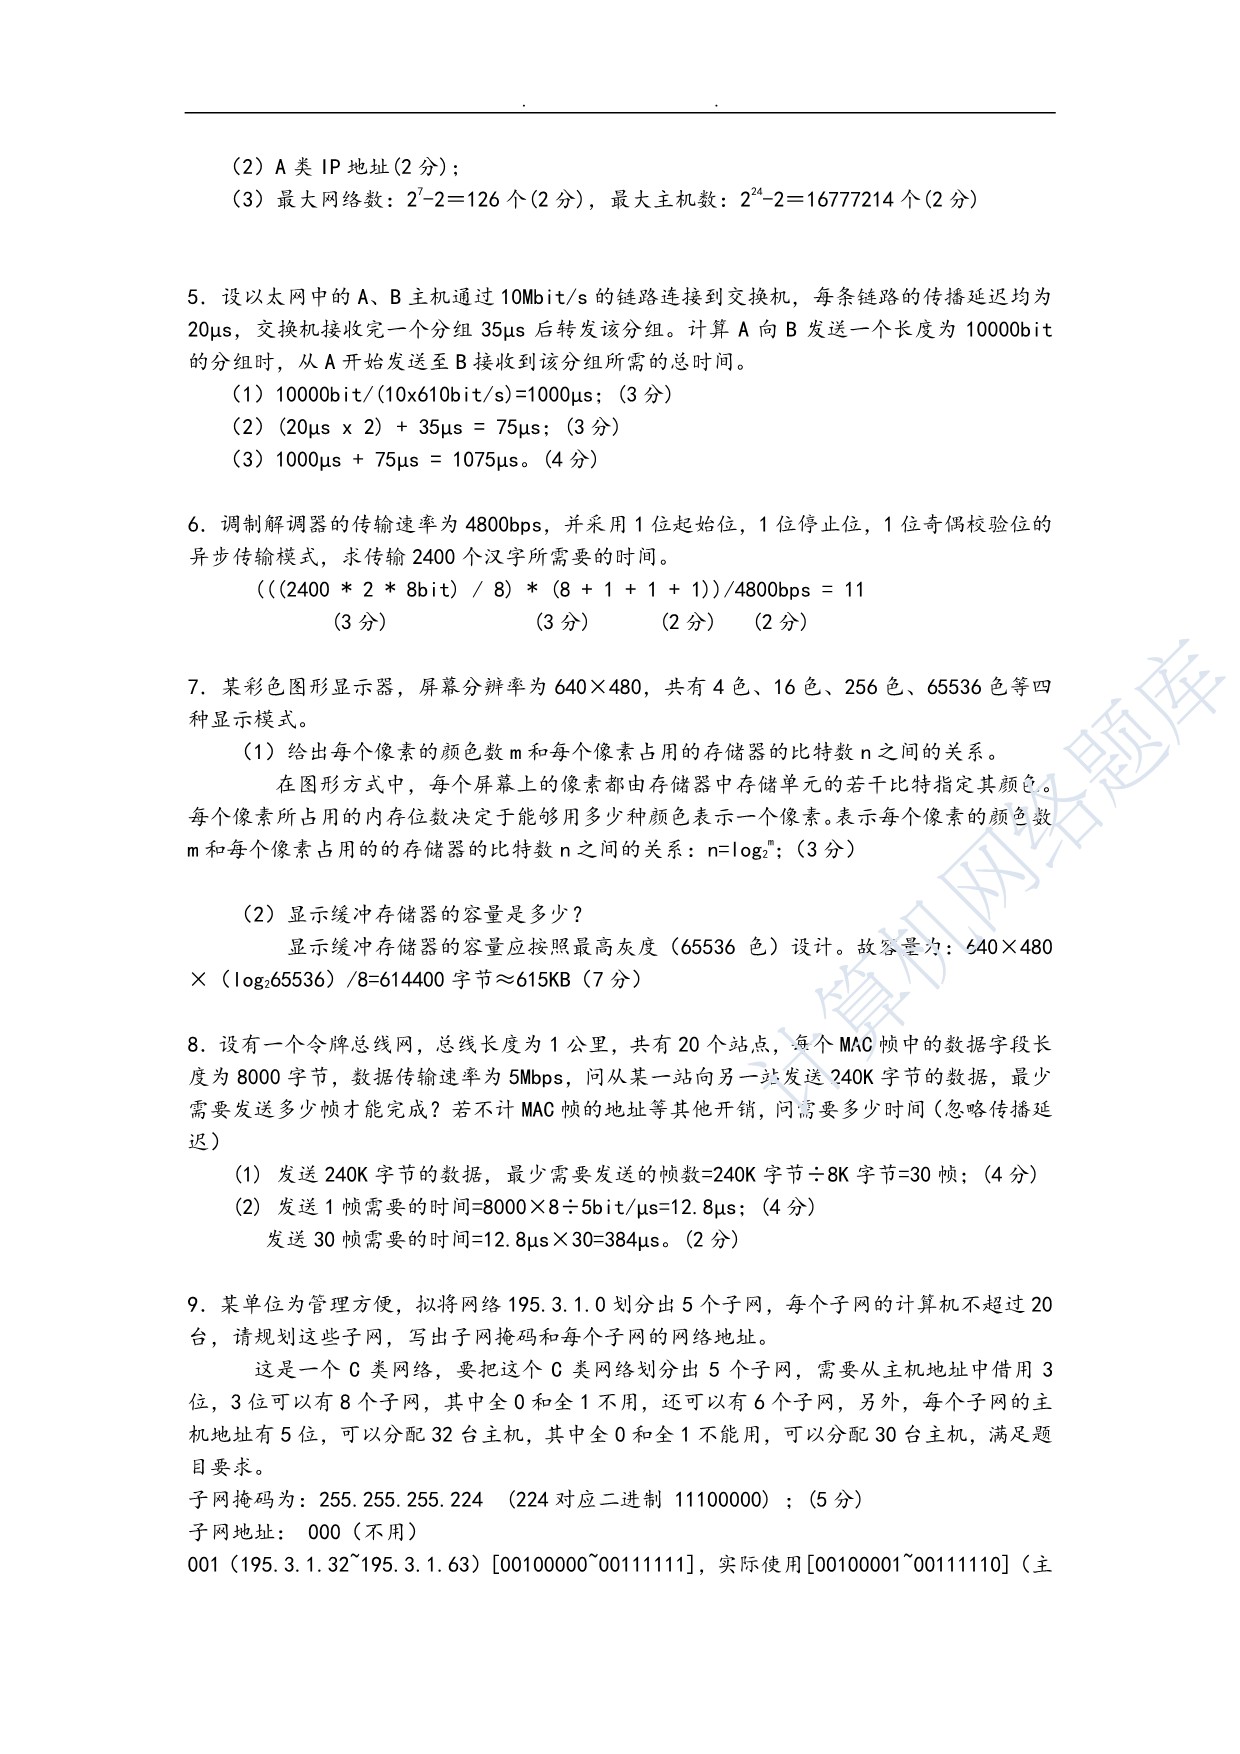 （2）A 类 IP 地址(2 分)；
（3）最大网络数：2⁷-2＝126 个(2 分)，最大主机数：2²⁴-2＝16777214 个(2 分)
5．设以太网中的 A、B 主机通过 10Mbit/s 的链路连接到交换机，每条链路的传播延迟均为
20μs，交换机接收完一个分组 35μs 后转发该分组。计算 A 向 B 发送一个长度为 10000bit
的分组时，从 A 开始发送至 B 接收到该分组所需的总时间。
（1）10000bit/(10x610bit/s)=1000μs；(3 分)
（2）(20μs x 2) + 35μs = 75μs；(3 分)
（3）1000μs + 75μs = 1075μs。(4 分)
6．调制解调器的传输速率为 4800bps，并采用 1 位起始位，1 位停止位，1 位奇偶校验位的
异步传输模式，求传输 2400 个汉字所需要的时间。
(((2400 * 2 * 8bit) / 8) * (8 + 1 + 1 + 1))/4800bps = 11
(3 分) (3 分) (2 分) (2 分)
7．某彩色图形显示器，屏幕分辨率为 640×480，共有 4 色、16 色、256 色、65536 色等四
种显示模式。
（1）给出每个像素的颜色数 m 和每个像素占用的存储器的比特数 n 之间的关系。
在图形方式中，每个屏幕上的像素都由存储器中存储单元的若干比特指定其颜色。
每个像素所占用的内存位数决定于能够用多少种颜色表示一个像素。表示每个像素的颜色数
m 和每个像素占用的的存储器的比特数 n 之间的关系：n=log₂ᵐ；（3 分）
（2）显示缓冲存储器的容量是多少？
显示缓冲存储器的容量应按照最高灰度（65536 色）设计。故容量为：640×480
×（log₂65536）/8=614400 字节≈615KB（7 分）
8．设有一个令牌总线网，总线长度为 1 公里，共有 20 个站点，每个 MAC 帧中的数据字段长
度为 8000 字节，数据传输速率为 5Mbps，问从某一站向另一站发送 240K 字节的数据，最少
需要发送多少帧才能完成？若不计 MAC 帧的地址等其他开销，问需要多少时间（忽略传播延
迟）
(1) 发送 240K 字节的数据，最少需要发送的帧数=240K 字节÷8K 字节=30 帧；(4 分)
(2) 发送 1 帧需要的时间=8000×8÷5bit/μs=12.8μs；(4 分)
发送 30 帧需要的时间=12.8μs×30=384μs。(2 分)
9．某单位为管理方便，拟将网络 195.3.1.0 划分出 5 个子网，每个子网的计算机不超过 20
台，请规划这些子网，写出子网掩码和每个子网的网络地址。
这是一个 C 类网络，要把这个 C 类网络划分出 5 个子网，需要从主机地址中借用 3
位，3 位可以有 8 个子网，其中全 0 和全 1 不用，还可以有 6 个子网，另外，每个子网的主
机地址有 5 位，可以分配 32 台主机，其中全 0 和全 1 不能用，可以分配 30 台主机，满足题
目要求。
子网掩码为：255.255.255.224 (224 对应二进制 11100000) ；(5 分)
子网地址： 000（不用）
001（195.3.1.32~195.3.1.63）[00100000~00111111]，实际使用[00100001~00111110]（主
计算机网络题库